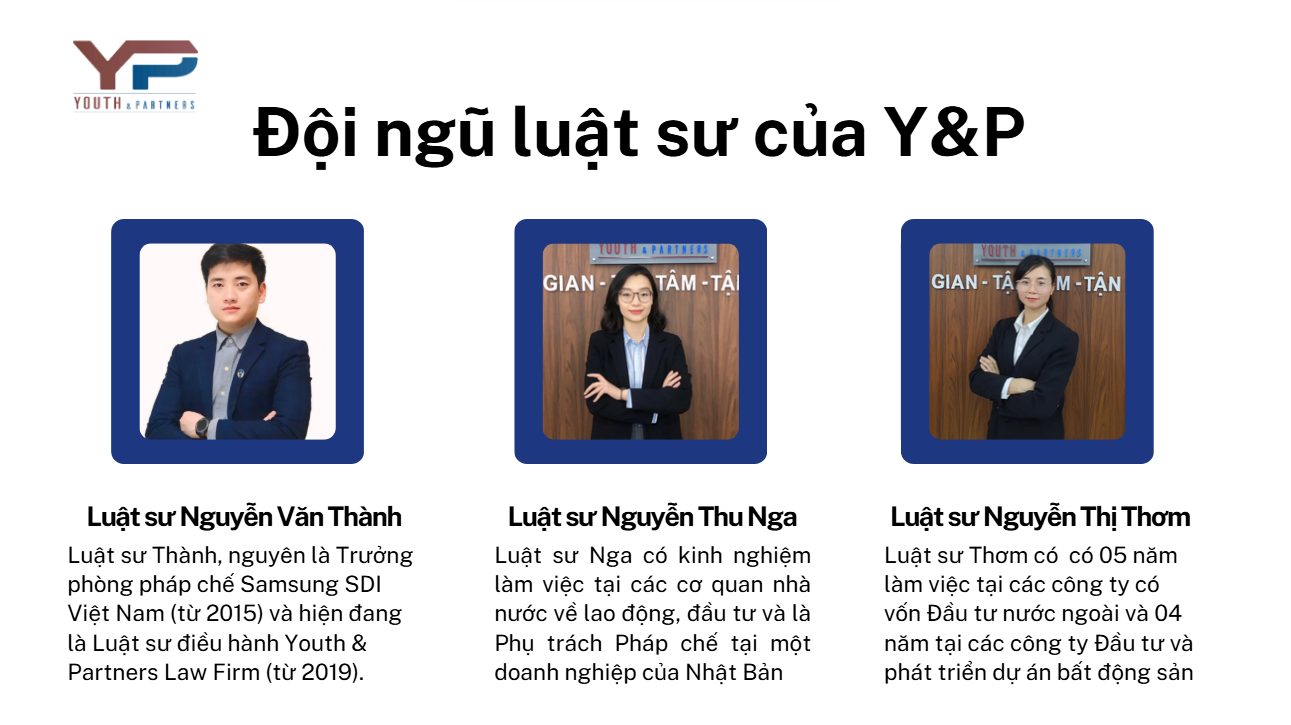 YP
YOUTH & PARTNERS
Đội ngũ luật sư của Y&P
YOUTH & PARTNERS
GIAN - TÂM - TẬ
YOUTH & PARTNERS
GIAN - TÂ M - TẬN
Luật sư Nguyễn Văn Thành
Luật sư Thành, nguyên là Trưởng
phòng pháp chế Samsung SDI
Việt Nam (từ 2015) và hiện đang
là Luật sư điều hành Youth &
Partners Law Firm (từ 2019).
Luật sư Nguyễn Thu Nga
Luật sư Nga có kinh nghiệm
làm việc tại các cơ quan nhà
nước về lao động, đầu tư và là
Phụ trách Pháp chế tại một
doanh nghiệp của Nhật Bản
Luật sư Nguyễn Thị Thơm
Luật sư Thơm có  có 05 năm
làm việc tại các công ty có
vốn Đầu tư nước ngoài và 04
năm tại các công ty Đầu tư và
phát triển dự án bất động sản